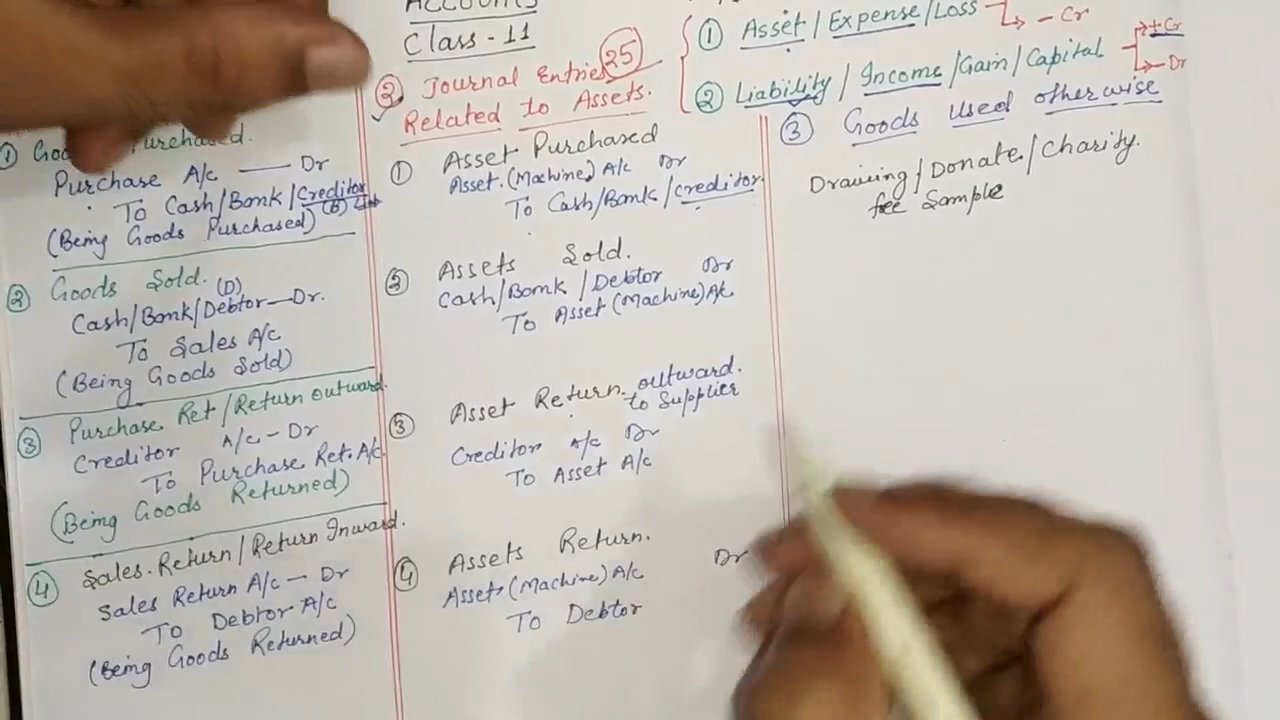 ACCOUNTS
Class-11
① Asset / Expense / Loss → - Cr
② Liability / Income / Gain / Capital → + Cr
→ - Dr
① Purchased.
Purchase A/c — Dr
To Cash/Bank/Creditor
(Being Goods Purchased) (B)
② Goods Sold.
Cash/Bank/Debtor — Dr. (D)
To Sales A/c
(Being Goods Sold)
③ Purchase Ret/Return outward.
Creditor A/c - Dr
To Purchase Ret. A/c
(Being Goods Returned)
④ Sales Return/Return Inward.
Sales Return A/c - Dr
To Debtor A/c
(Being Goods Returned)
② Journal Entries 25
Related to Assets.
① Asset Purchased
Asset (Machine) A/c Dr
To Cash/Bank/creditor.
② Assets Sold.
Cash/Bank/Debtor Dr
To Asset (Machine) A/c
③ Asset Return outward.
to Supplier
Creditor A/c Dr
To Asset A/c
④ Assets Return.
Assets (Machine) A/c Dr
To Debtor
③ Goods Used otherwise
Drawing/Donate/Charity.
Sample